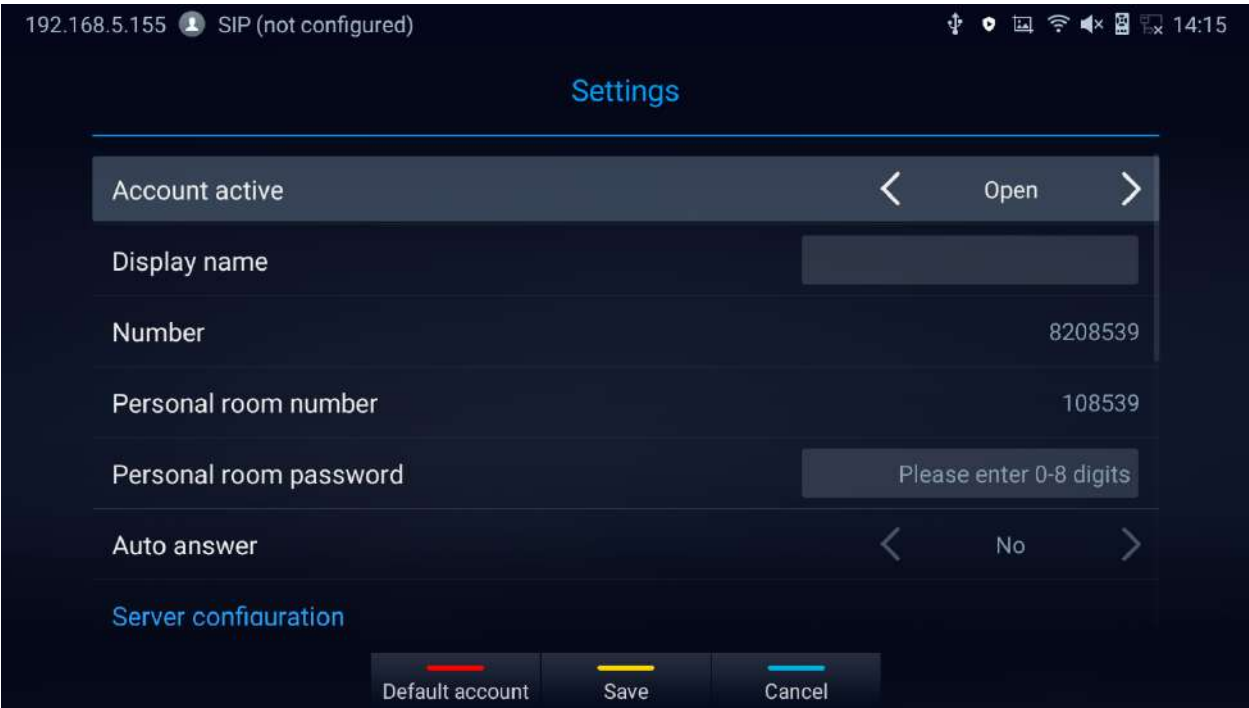 192.168.5.155 SIP (not configured) 14:15
Settings
Account active Open
Display name
Number 8208539
Personal room number 108539
Personal room password Please enter 0-8 digits
Auto answer No
Server configuration
Default account Save Cancel